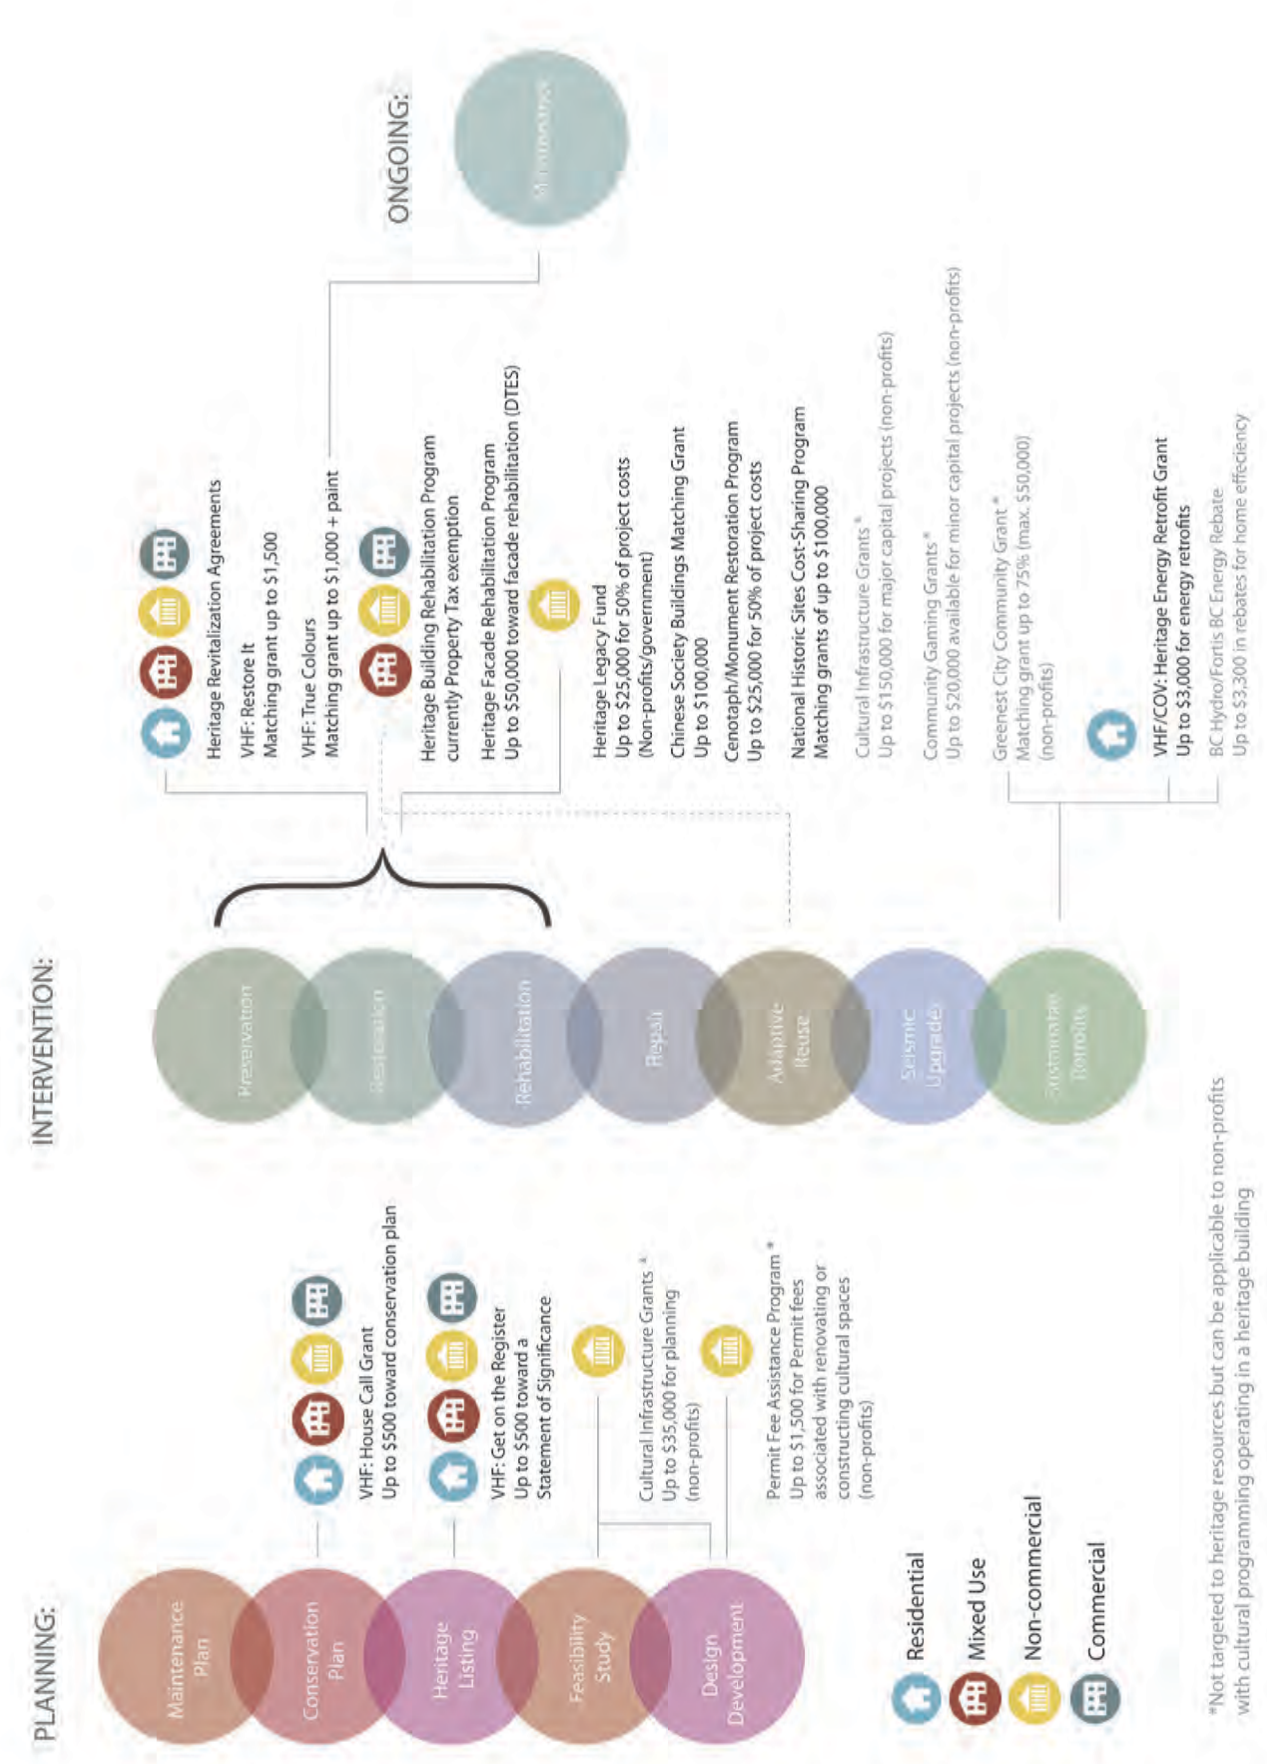 PLANNING:
Maintenance
Plan
Conservation
Plan
Heritage
Listing
Feasibility
Study
Design
Development
VHF: House Call Grant
Up to $500 toward conservation plan
VHF: Get on the Register
Up to $500 toward a
Statement of Significance
Cultural Infrastructure Grants *
Up to $35,000 for planning
(non-profits)
Permit Fee Assistance Program *
Up to $1,500 for Permit fees
associated with renovating or
constructing cultural spaces
(non-profits)
Residential
Mixed Use
Non-commercial
Commercial
INTERVENTION:
Preservation
Restoration
Rehabilitation
Repair
Adaptive
Reuse
Seismic
Upgrades
Sustainable
Retrofits
Heritage Revitalization Agreements
VHF: Restore It
Matching grant up to $1,500
VHF: True Colours
Matching grant up to $1,000 + paint
Heritage Building Rehabilitation Program
currently Property Tax exemption
Heritage Facade Rehabilitation Program
Up to $50,000 toward facade rehabilitation (DTES)
Heritage Legacy Fund
Up to $25,000 for 50% of project costs
(Non-profits/government)
Chinese Society Buildings Matching Grant
Up to $100,000
Cenotaph/Monument Restoration Program
Up to $25,000 for 50% of project costs
National Historic Sites Cost-Sharing Program
Matching grants of up to $100,000
Cultural Infrastructure Grants *
Up to $150,000 for major capital projects (non-profits)
Community Gaming Grants *
Up to $20,000 available for minor capital projects (non-profits)
Greenest City Community Grant *
Matching grant up to 75% (max. $50,000)
(non-profits)
VHF/COV: Heritage Energy Retrofit Grant
Up to $3,000 for energy retrofits
BC Hydro/Fortis BC Energy Rebate
Up to $3,300 in rebates for home effeciency
ONGOING:
Maintenance
*Not targeted to heritage resources but can be applicable to non-profits
with cultural programming operating in a heritage building